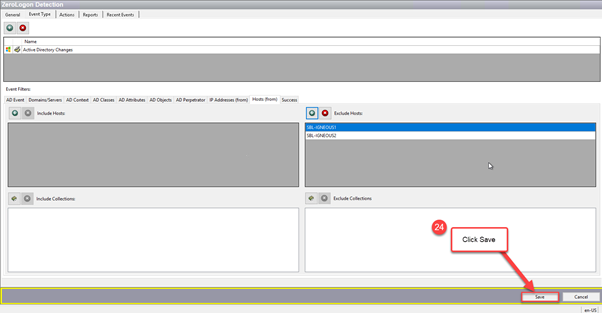 ZeroLogon Detection
General Event Type Actions Reports Recent Events
Name
Active Directory Changes
Event Filters:
AD Event Domains/Servers AD Context AD Classes AD Attributes AD Objects AD Perpetrator IP Addresses (from) Hosts (from) Success
Include Hosts: Exclude Hosts:
SBL-IGNEOUS1
SBL-IGNEOUS2
Include Collections Exclude Collections
24
Click Save
Save Cancel
en-US